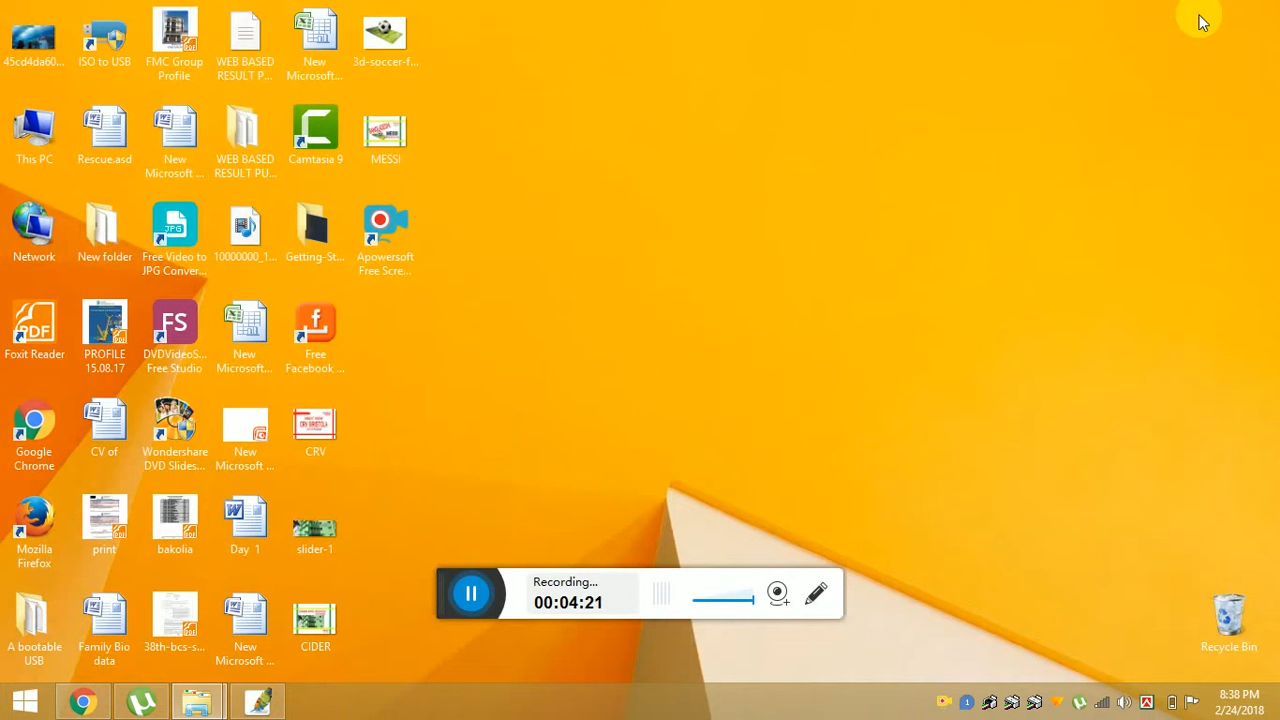 45cd4da60...
ISO to USB
FMC Group
Profile
WEB BASED
RESULT P...
New
Microsoft...
3d-soccer-f...
This PC
Rescue.asd
New
Microsoft ...
WEB BASED
RESULT PU...
Camtasia 9
MESSI
Network
New folder
Free Video to
JPG Conver...
10000000_1...
Getting-St...
Apowersoft
Free Scre...
Foxit Reader
PROFILE
15.08.17
DVDVideoS...
Free Studio
New
Microsoft...
Free
Facebook ...
Google
Chrome
CV of
Wondershare
DVD Slides...
New
Microsoft ...
CRV
Mozilla
Firefox
print
bakolia
Day 1
slider-1
A bootable
USB
Family Bio
data
38th-bcs-s...
New
Microsoft ...
CIDER
Recording...
00:04:21
Recycle Bin
8:38 PM
2/24/2018